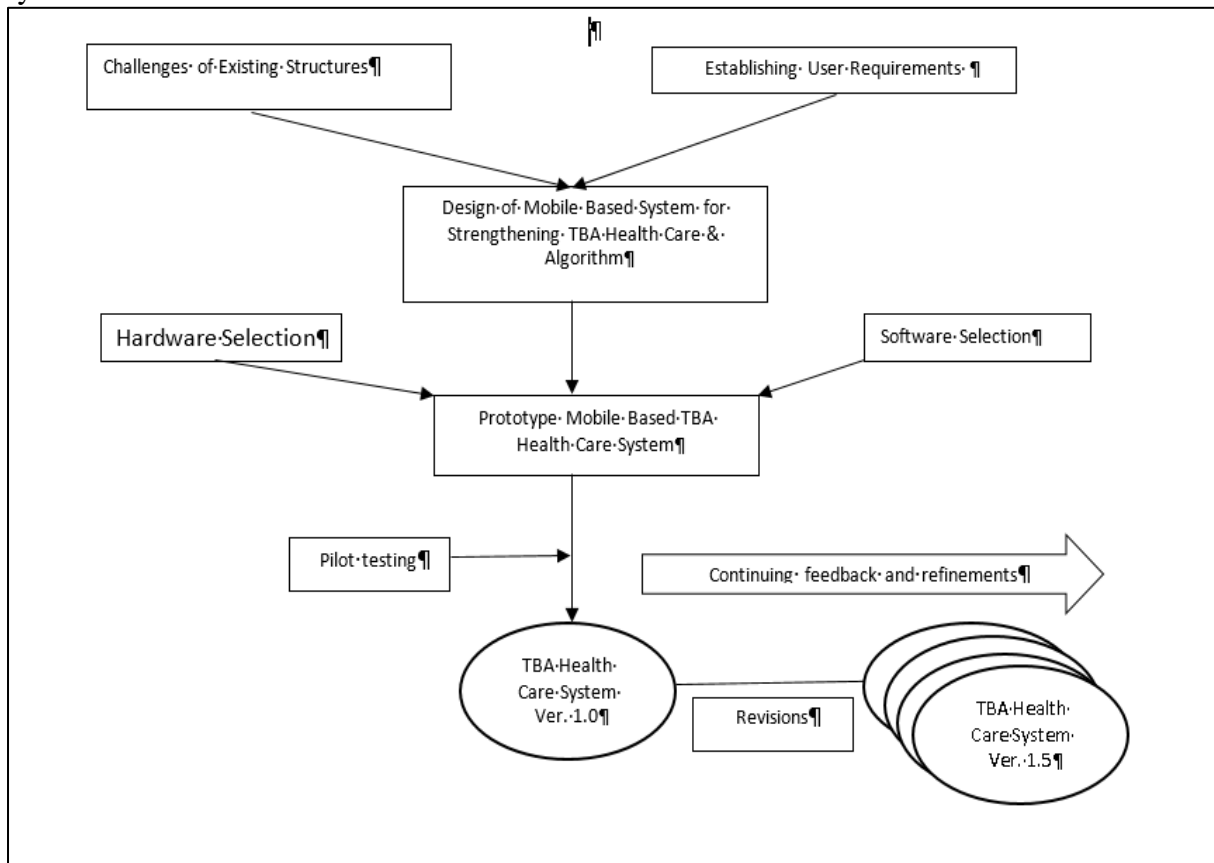 ¶
Challenges of Existing Structures¶
Establishing User Requirements ¶
Design of Mobile Based System for
Strengthening TBA Health Care &
Algorithm¶
Hardware Selection¶
Software Selection¶
Prototype Mobile Based TBA
Health Care System¶
Pilot testing¶
Continuing feedback and refinements¶
TBA Health
Care System
Ver. 1.0¶
Revisions¶
TBA Health
Care System
Ver. 1.5¶